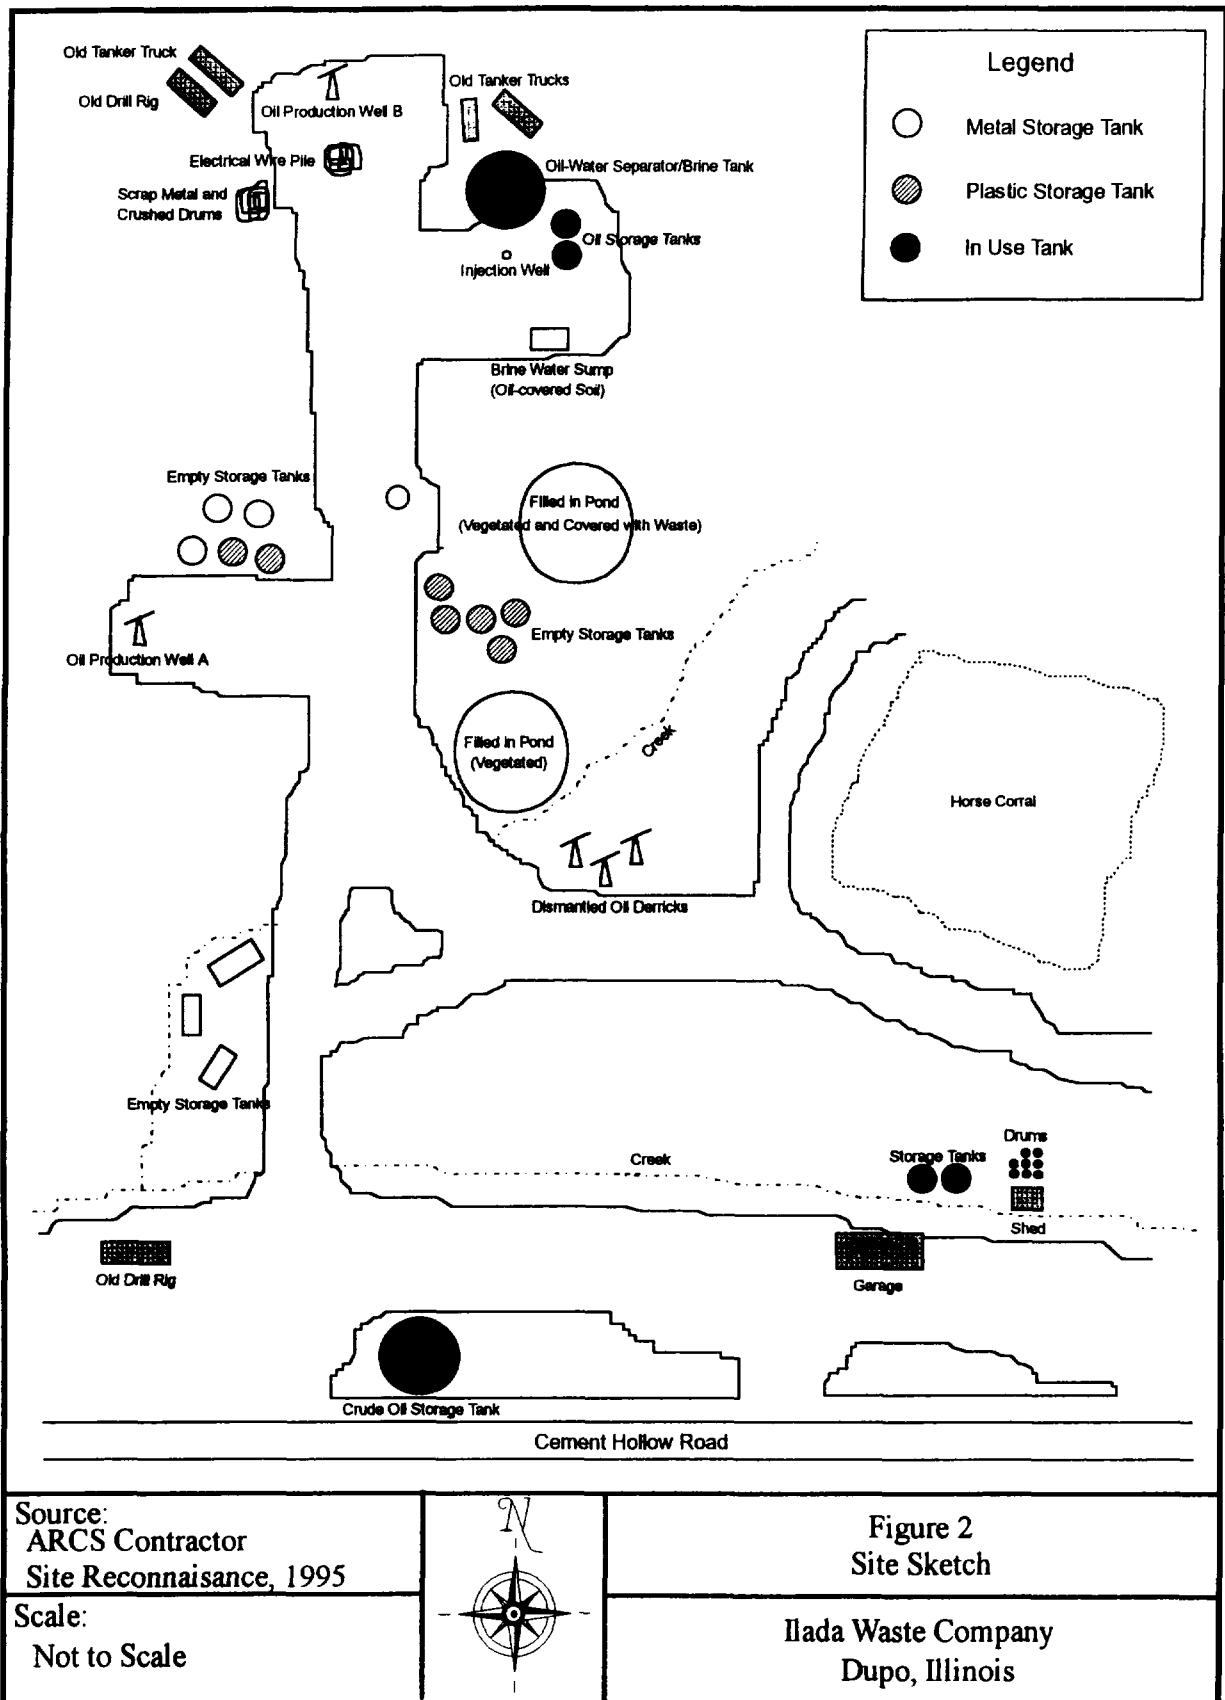 Old Tanker Truck
Old Drill Rig
Oil Production Well B
Old Tanker Trucks
Legend
Metal Storage Tank
Plastic Storage Tank
In Use Tank
Electrical Wire Pile
Oil-Water Separator/Brine Tank
Scrap Metal and
Crushed Drums
Oil Storage Tanks
Injection Well
Brine Water Sump
(Oil-covered Soil)
Empty Storage Tanks
Filled in Pond
(Vegetated and Covered with Waste)
Empty Storage Tanks
Oil Production Well A
Filled in Pond
(Vegetated)
Creek
Horse Corral
Dismantled Oil Derricks
Empty Storage Tanks
Creek
Storage Tanks
Drums
Shed
Old Drill Rig
Garage
Crude Oil Storage Tank
Cement Hollow Road
Source:
ARCS Contractor
Site Reconnaisance, 1995
Scale:
Not to Scale
N
Figure 2
Site Sketch
Ilada Waste Company
Dupo, Illinois